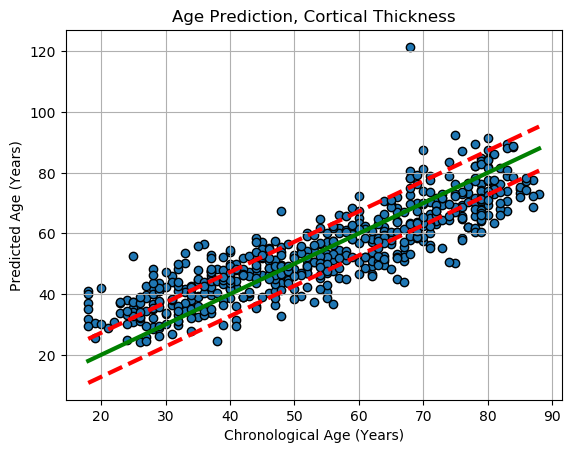 Age Prediction, Cortical Thickness
120
100
80
60
40
20
Predicted Age (Years)
20 30 40 50 60 70 80 90
Chronological Age (Years)